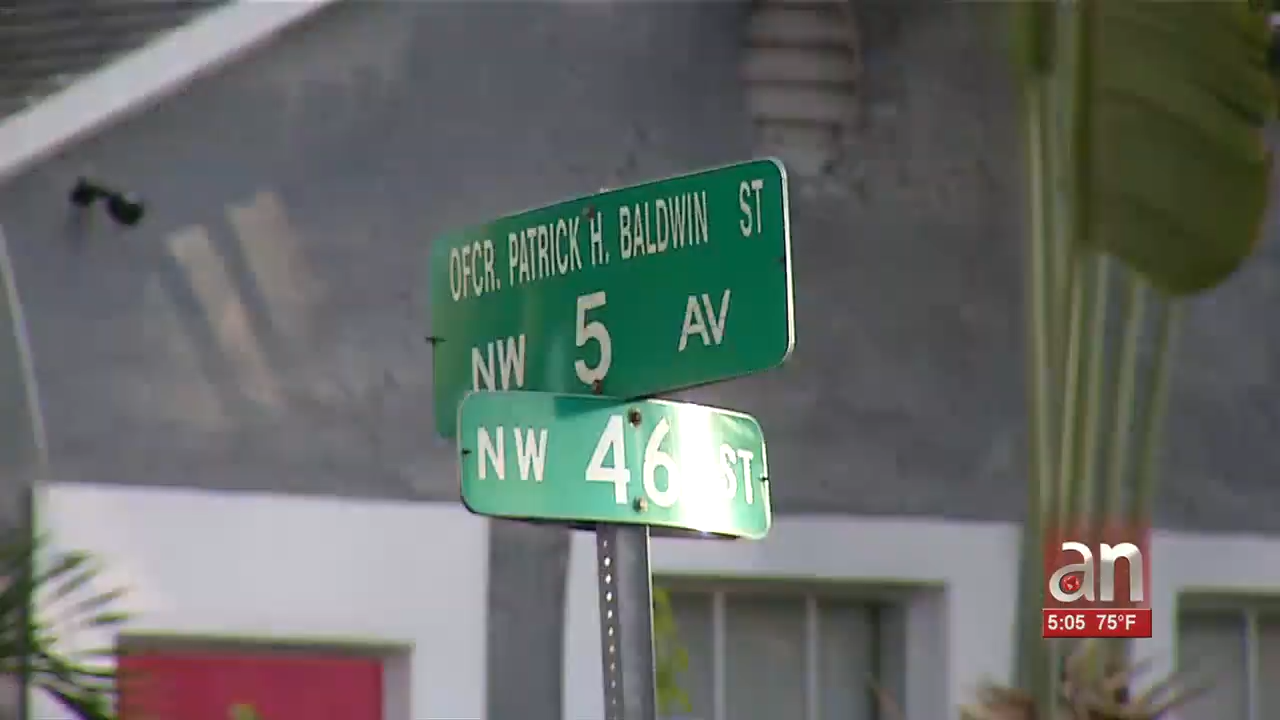 OFCR. PATRICK H. BALDWIN ST
NW 5 AV
NW 46 ST
an
5:05 75°F